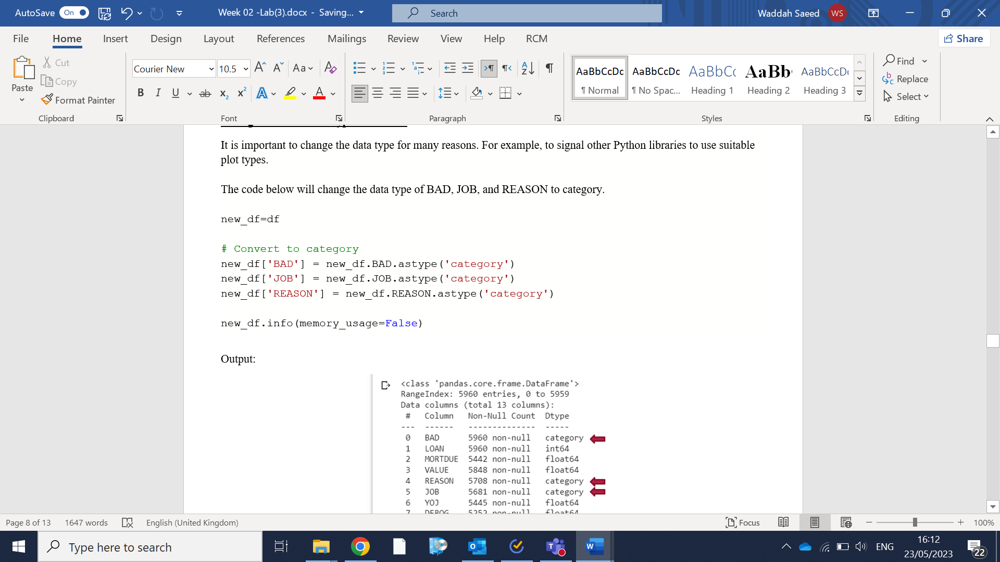 AutoSave On Week 02 -Lab(3).docx - Saving... Search Waddah Saeed WS
File Home Insert Design Layout References Mailings Review View Help RCM Share
Paste Cut Copy Format Painter
Courier New 10.5
AaBbCcDc AaBbCcDc AaBbCc AaBb AaBbCcD
¶ Normal ¶ No Spac... Heading 1 Heading 2 Heading 3
Find Replace Select
Clipboard Font Paragraph Styles Editing
It is important to change the data type for many reasons. For example, to signal other Python libraries to use suitable
plot types.
The code below will change the data type of BAD, JOB, and REASON to category.
new_df=df
# Convert to category
new_df['BAD'] = new_df.BAD.astype('category')
new_df['JOB'] = new_df.JOB.astype('category')
new_df['REASON'] = new_df.REASON.astype('category')
new_df.info(memory_usage=False)
Output:
<class 'pandas.core.frame.DataFrame'>
RangeIndex: 5960 entries, 0 to 5959
Data columns (total 13 columns):
# Column Non-Null Count Dtype
--- ------ -------------- -----
0 BAD 5960 non-null category
1 LOAN 5960 non-null int64
2 MORTDUE 5442 non-null float64
3 VALUE 5848 non-null float64
4 REASON 5708 non-null category
5 JOB 5681 non-null category
6 YOJ 5445 non-null float64
7 DEROG 5252 non-null float64
Page 8 of 13 1647 words English (United Kingdom) Focus 100%
Type here to search ENG 16:12
23/05/2023 22